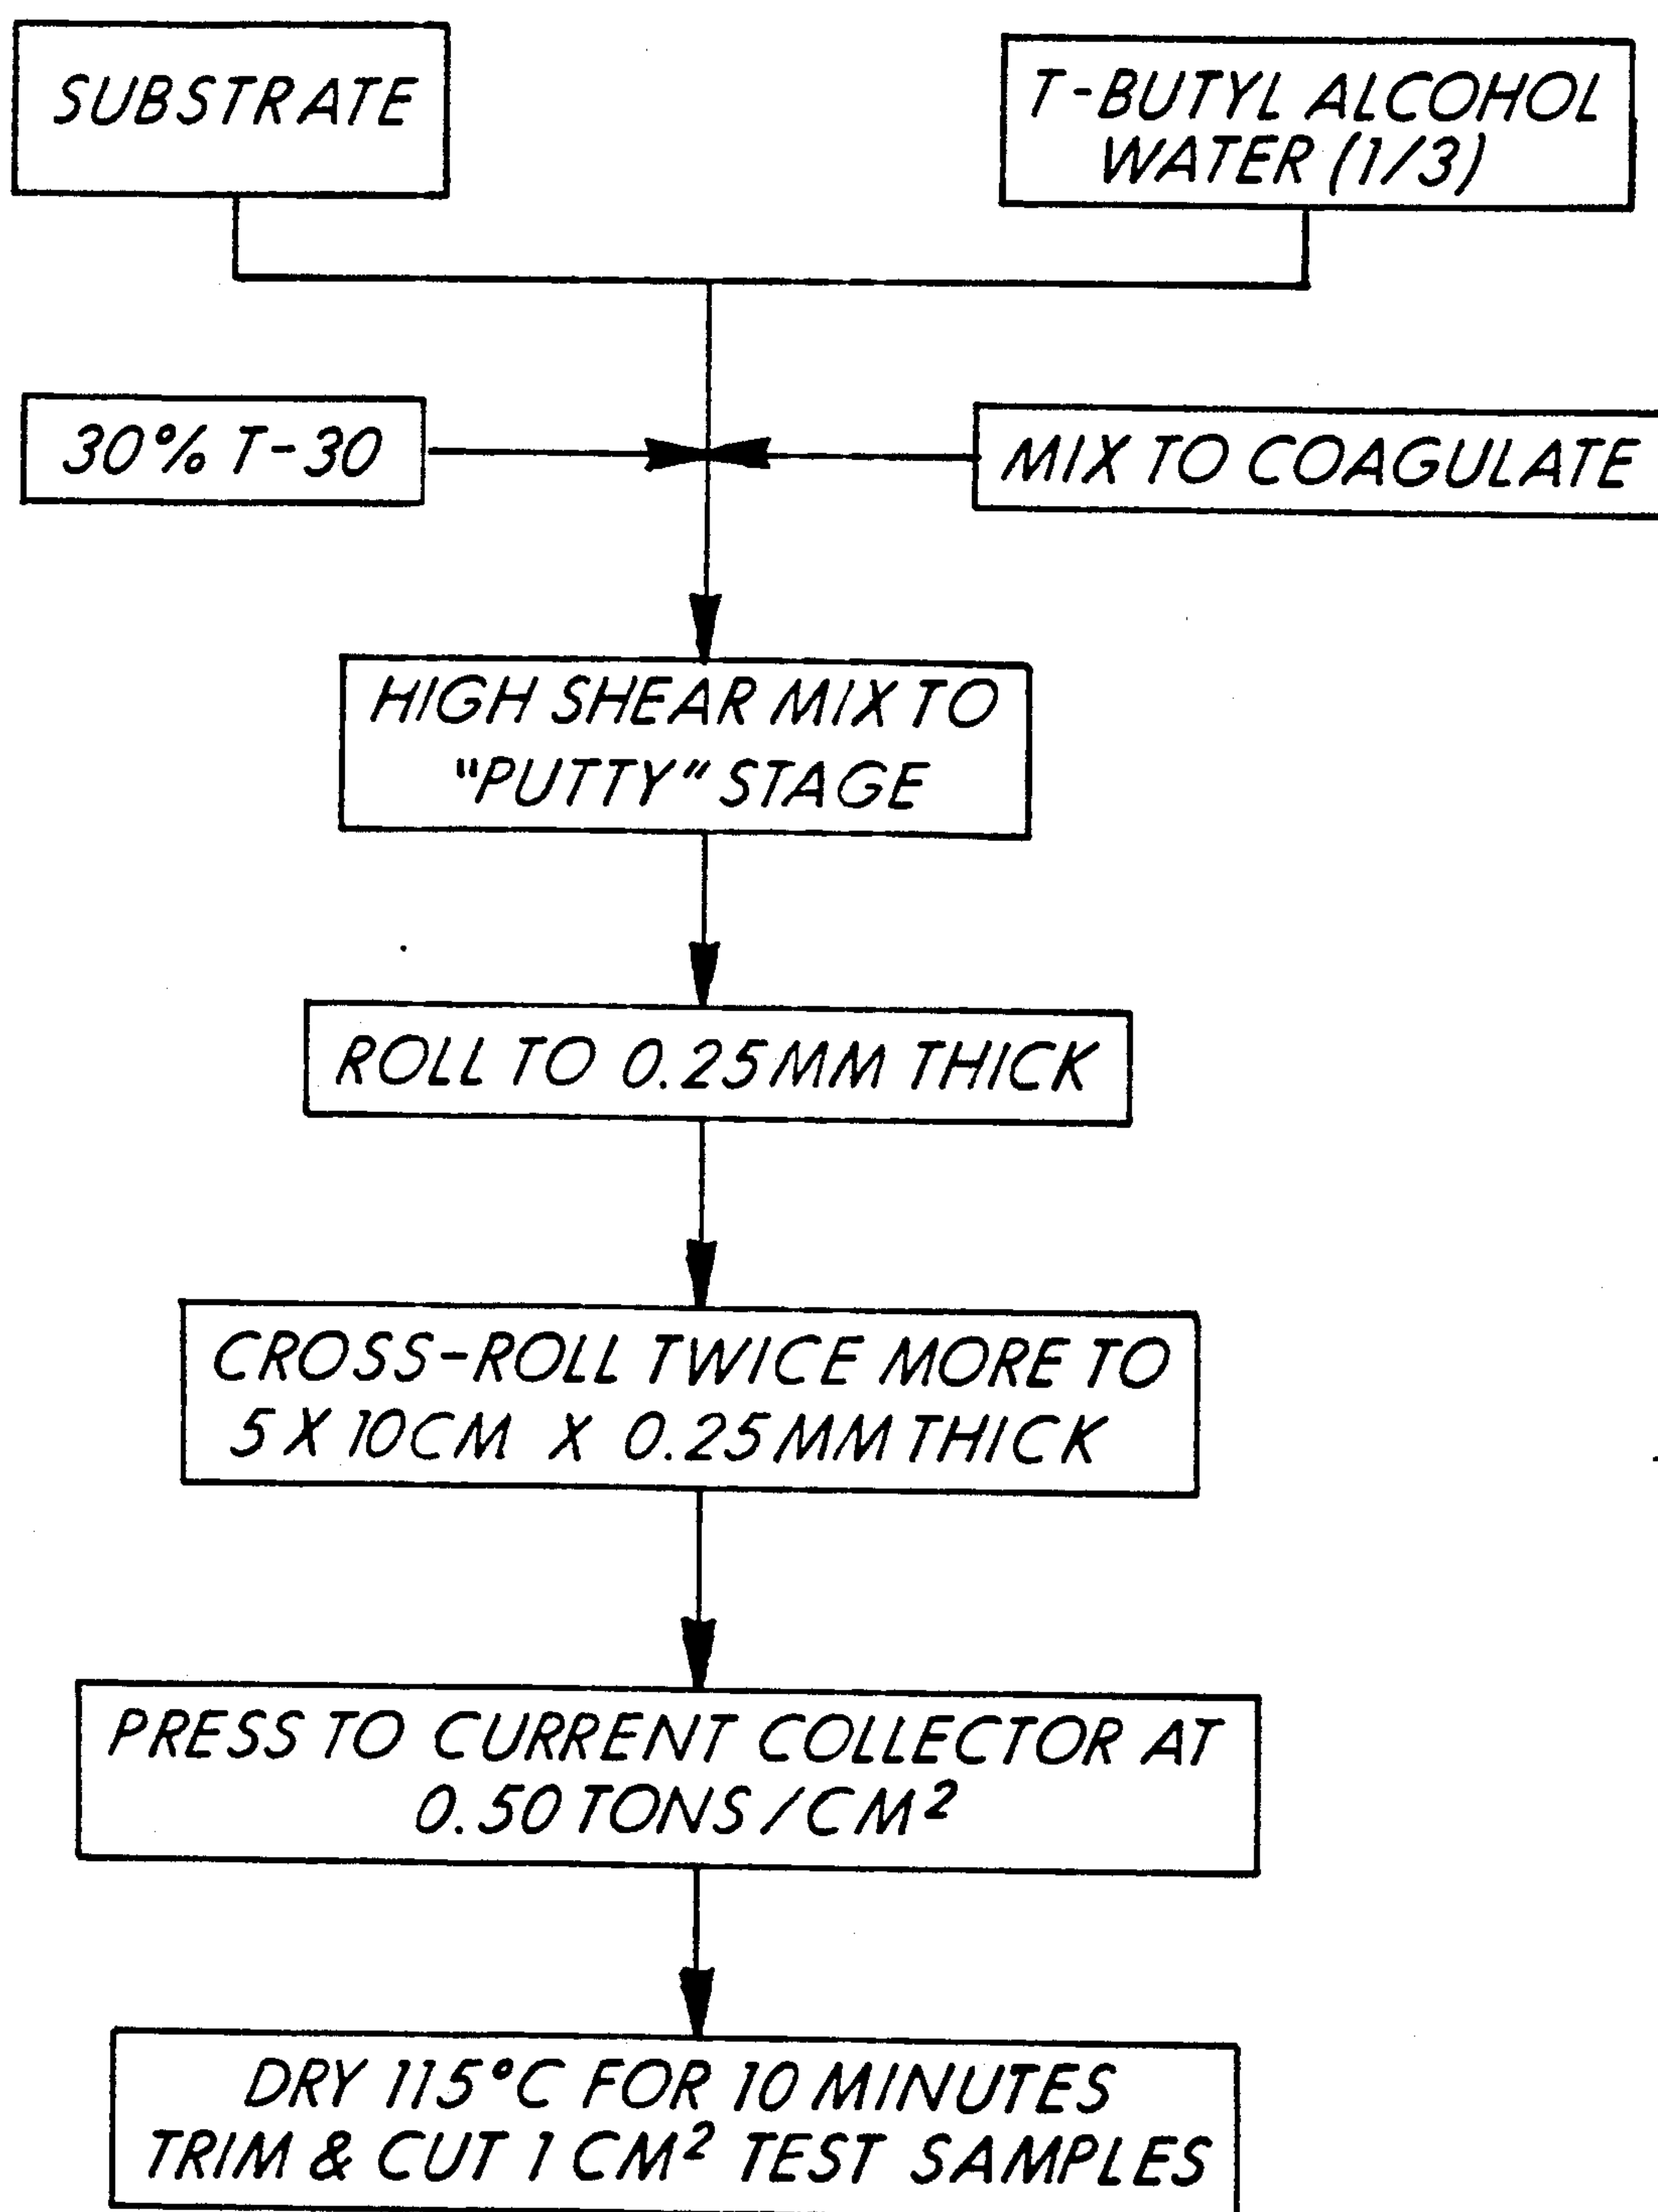 SUBSTRATE
T-BUTYL ALCOHOL
WATER (1/3)
30% T-30
MIX TO COAGULATE
HIGH SHEAR MIX TO
"PUTTY" STAGE
ROLL TO 0.25MM THICK
CROSS-ROLL TWICE MORE TO
5 X 10CM X 0.25MM THICK
PRESS TO CURRENT COLLECTOR AT
0.50 TONS/CM²
DRY 115°C FOR 10 MINUTES
TRIM & CUT 1 CM² TEST SAMPLES